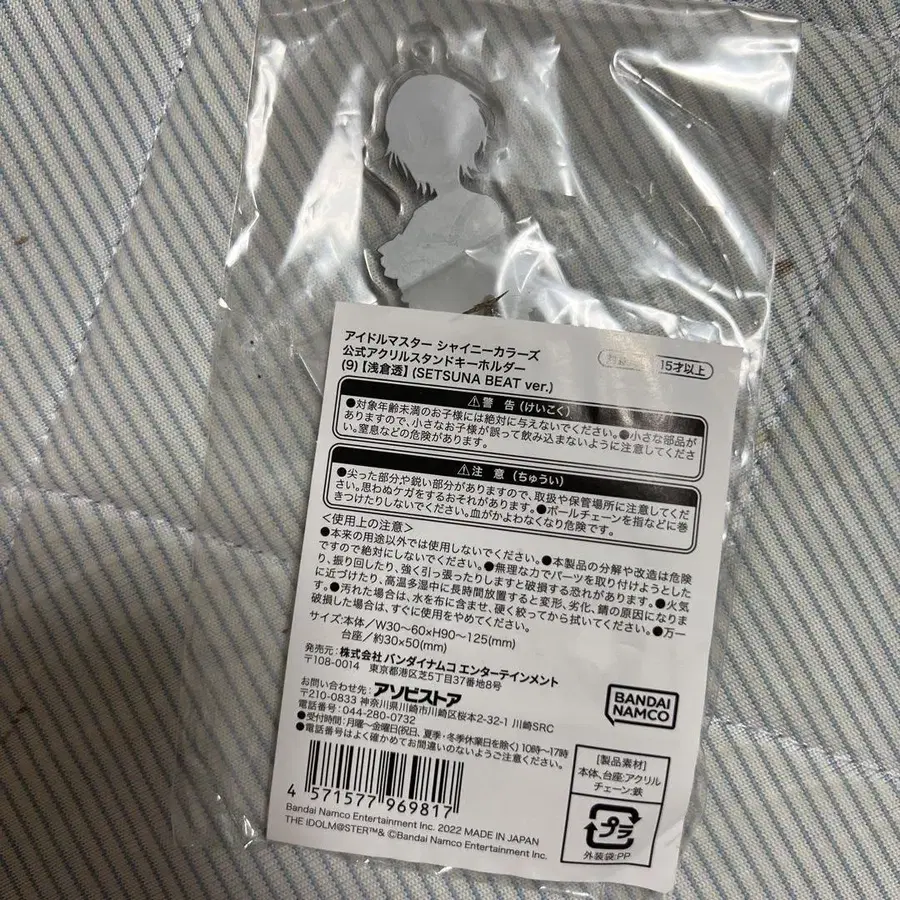 アイドルマスター シャイニーカラーズ
公式アクリルスタンドキーホルダー
(9)【浅倉透】(SETSUNA BEAT ver.)
15才以上
⚠警 告 (けいこく)
●対象年齢未満のお子様には絶対に与えないでください。●小さな部品が
ありますので、小さなお子様が誤って飲み込まないように注意してください。
窒息などの危険があります。
⚠注 意 (ちゅうい)
●尖った部分や鋭い部分がありますので、取扱や保管場所に注意してくだ
さい。思わぬケガをするおそれがあります。●ボールチェーンを指などに巻
きつけたりしないでください。血がかよわなくなり危険です。
<使用上の注意>
●本来の用途以外では使用しないでください。●本製品の分解や改造は危険
ですので絶対にしないでください。●無理な力でパーツを取り付けようとした
り、振り回したり、強く引っ張ったりしますと破損する恐れがあります。●火気
に近づけたり、高温多湿中に長時間放置すると変形、劣化、錆の原因になりま
す。●汚れた場合は、水を布に含ませ、硬く絞ってから拭いてください。●万一
破損した場合は、すぐに使用をやめてください。
サイズ:本体/W30~60×H90~125(mm)
台座/約30×50(mm)
発売元:株式会社 バンダイナムコ エンターテインメント
〒108-0014 東京都港区芝5丁目37番地8号
お問い合わせ先:アソビストア
〒210-0833 神奈川県川崎市川崎区桜本2-32-1 川崎SRC
電話番号:044-280-0732
●受付時間:月曜~金曜日(祝日、夏季・冬季休業日を除く) 10時~17時
●電話番号はよく確かめてお間違いのないようご注意ください。
BANDAI
NAMCO
4 571577 969817
[製品素材]
本体、台座:アクリル
チェーン:鉄
プラ
外装袋:PP
Bandai Namco Entertainment Inc. 2022 MADE IN JAPAN
THE IDOLM@STER™& ©Bandai Namco Entertainment Inc.